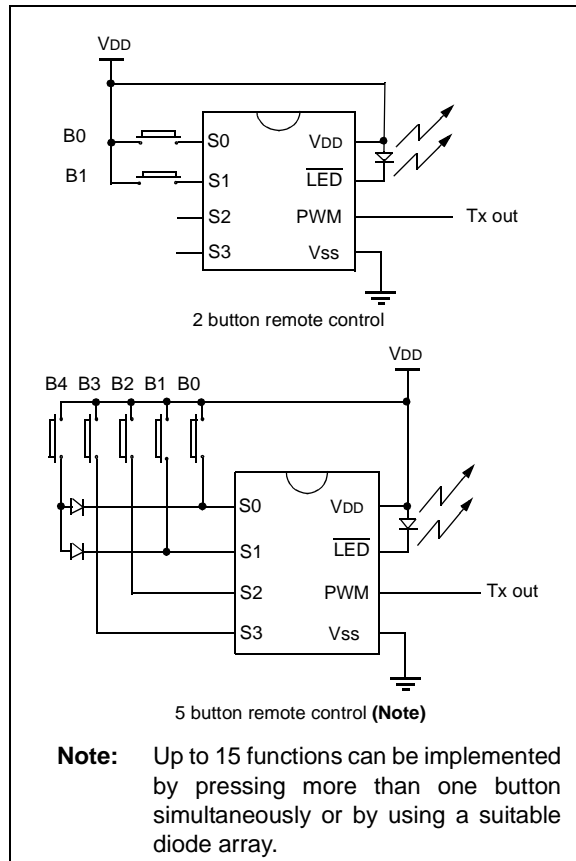 VDD
B0
B1
S0
S1
S2
S3
VDD
LED
PWM
Vss
Tx out
2 button remote control
VDD
B4 B3 B2 B1 B0
S0
S1
S2
S3
VDD
LED
PWM
Vss
Tx out
5 button remote control (Note)
Note: Up to 15 functions can be implemented
by pressing more than one button
simultaneously or by using a suitable
diode array.